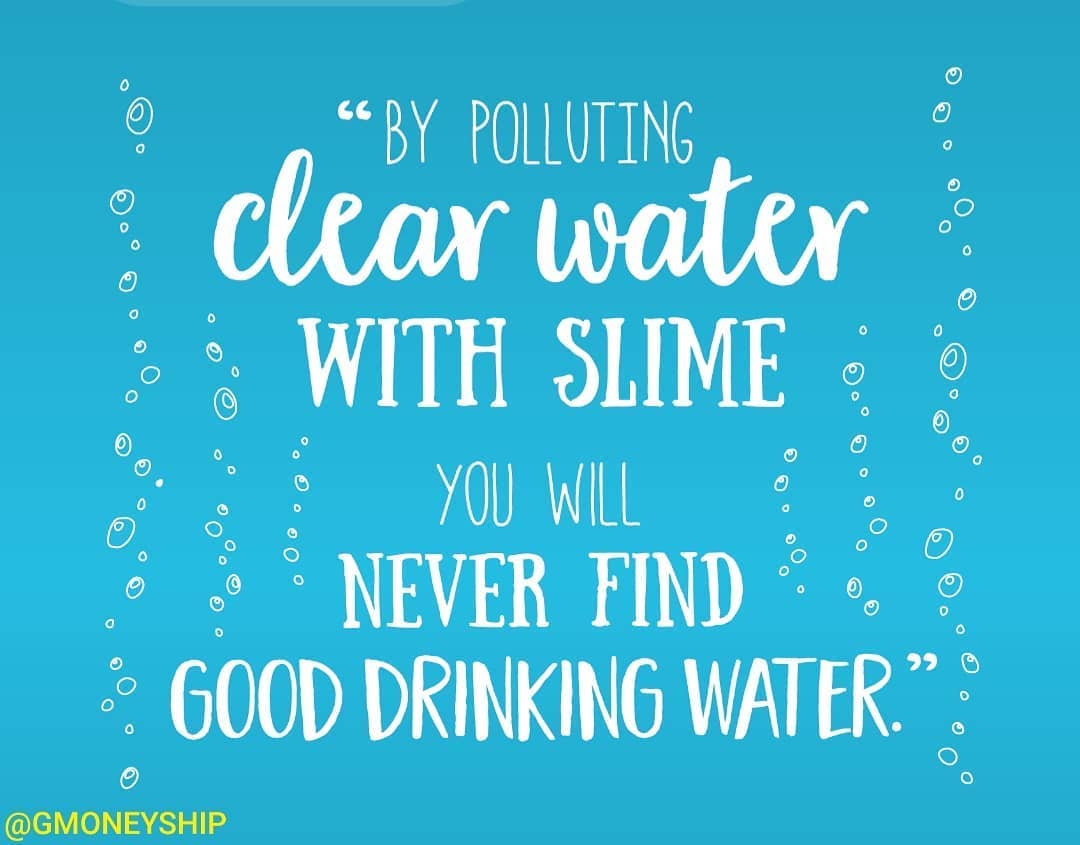 “BY POLLUTING
clear water
WITH SLIME
YOU WILL
NEVER FIND
GOOD DRINKING WATER.”
@GMONEYSHIP